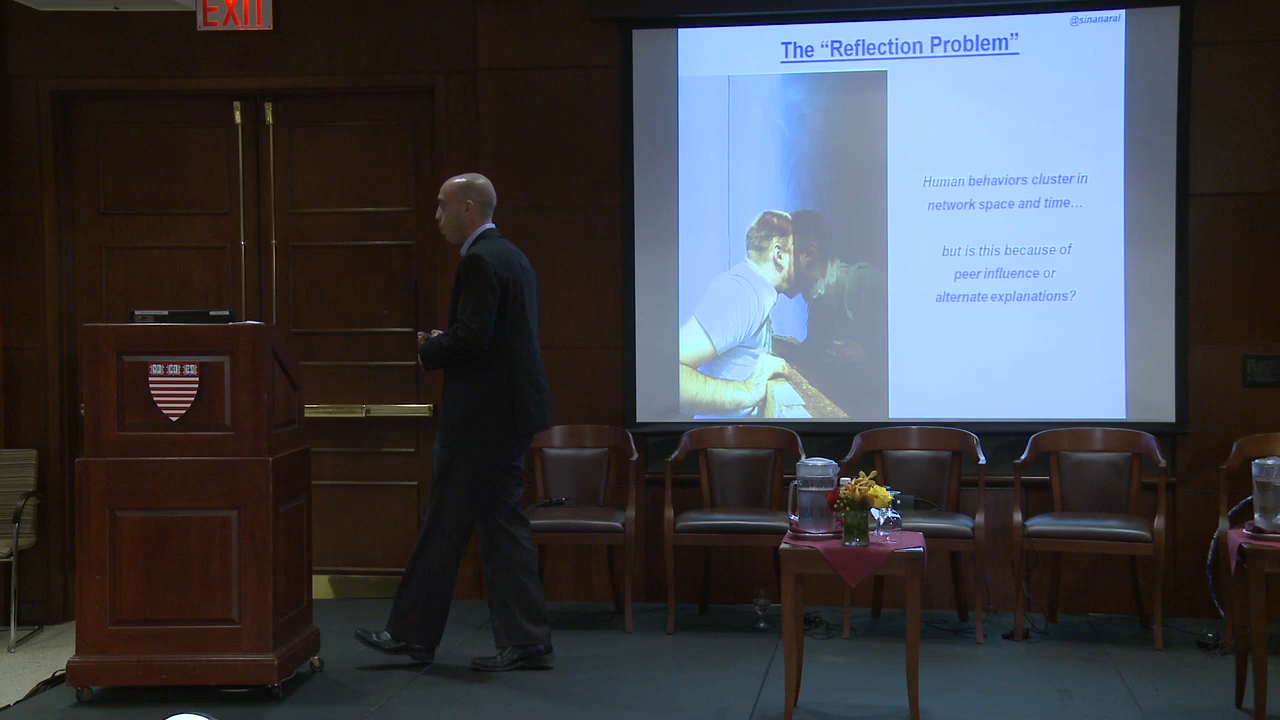 EXIT
@sinanaral
The “Reflection Problem”
Human behaviors cluster in
network space and time…
but is this because of
peer influence or
alternate explanations?